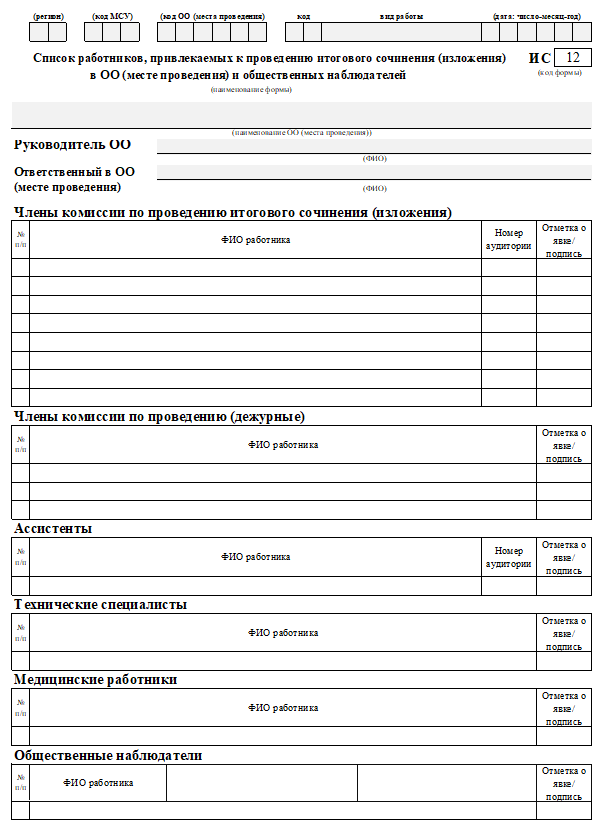 (регион) (код МСУ) (код ОО (места проведения) код вид работы (дата: число-месяц-год)
Список работников, привлекаемых к проведению итогового сочинения (изложения)
в ОО (месте проведения) и общественных наблюдателей
ИС 12
(наименование формы) (код формы)
(наименование ОО (места проведения))
Руководитель ОО
(ФИО)
Ответственный в ОО
(месте проведения)
(ФИО)
Члены комиссии по проведению итогового сочинения (изложения)
№ п/п ФИО работника Номер аудитории Отметка о явке/ подпись
Члены комиссии по проведению (дежурные)
№ п/п ФИО работника Отметка о явке/ подпись
Ассистенты
№ п/п ФИО работника Номер аудитории Отметка о явке/ подпись
Технические специалисты
№ п/п ФИО работника Отметка о явке/ подпись
Медицинские работники
№ п/п ФИО работника Отметка о явке/ подпись
Общественные наблюдатели
№ п/п ФИО работника Отметка о явке/ подпись